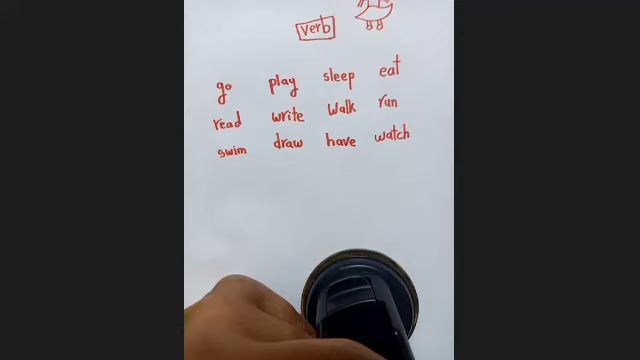 verb
go play sleep eat
read write walk run
swim draw have watch